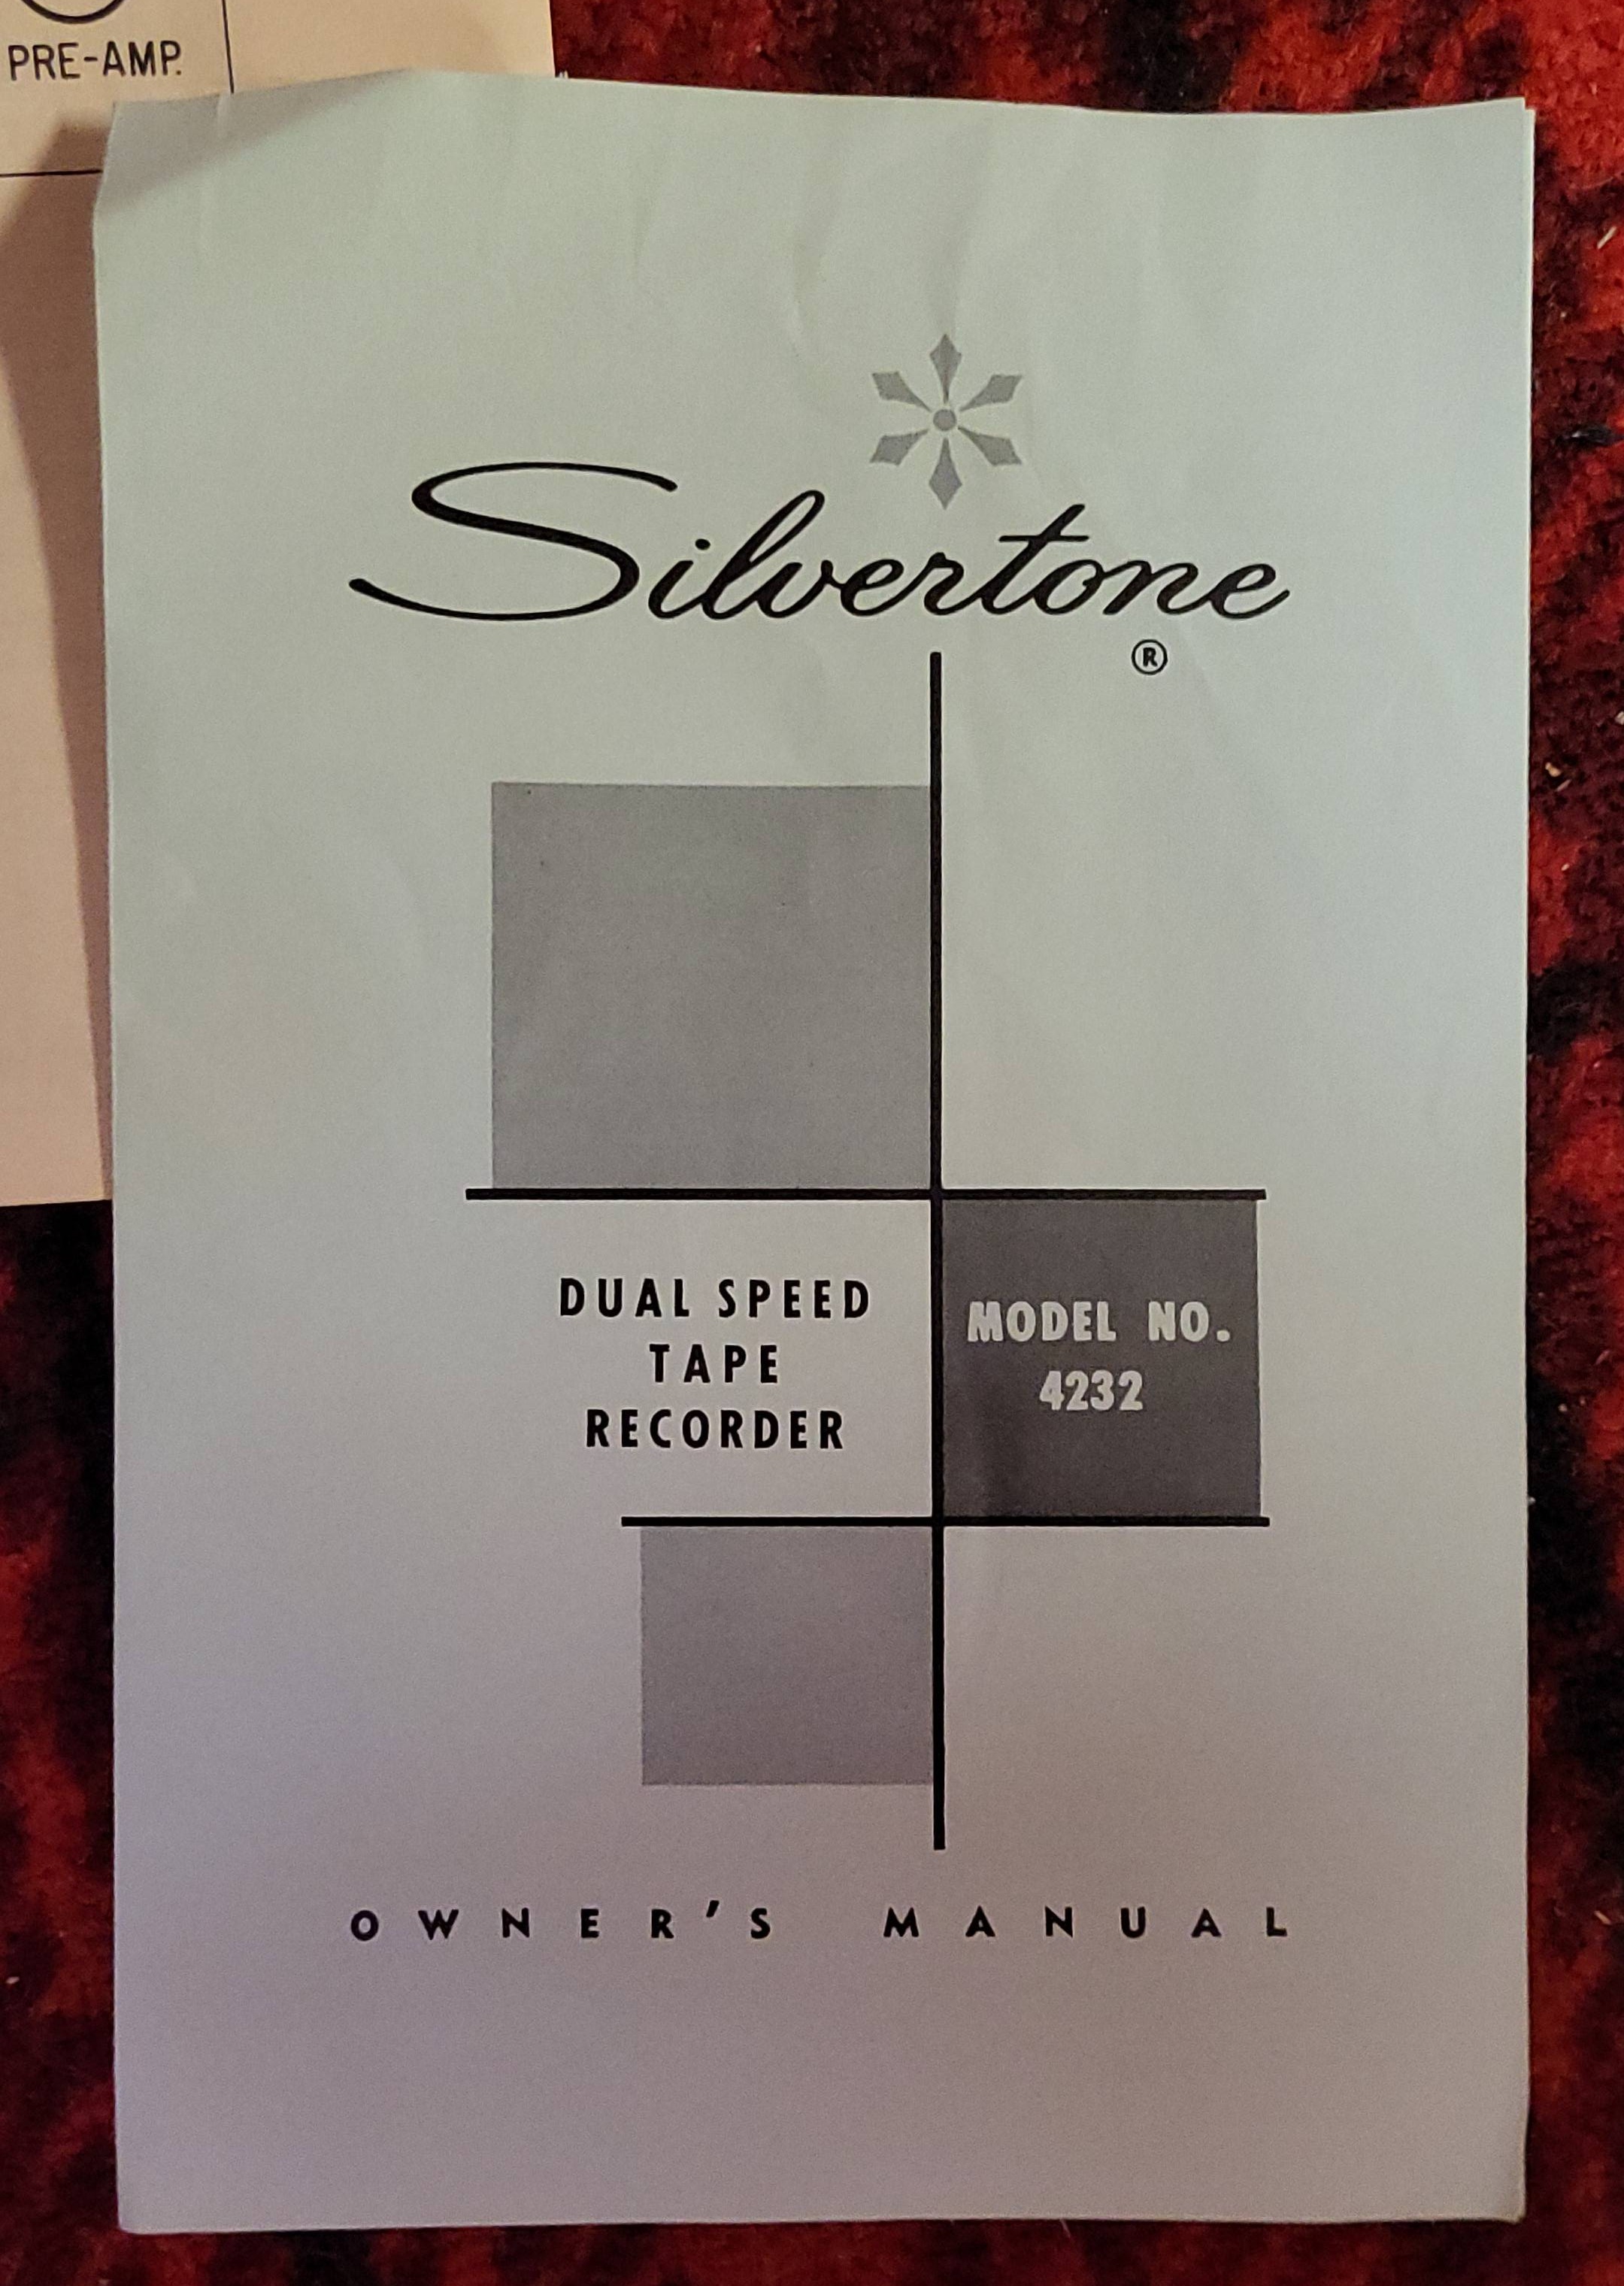 PRE-AMP.
Silvertone
®
DUAL SPEED
TAPE
RECORDER
MODEL NO.
4232
OWNER'S MANUAL